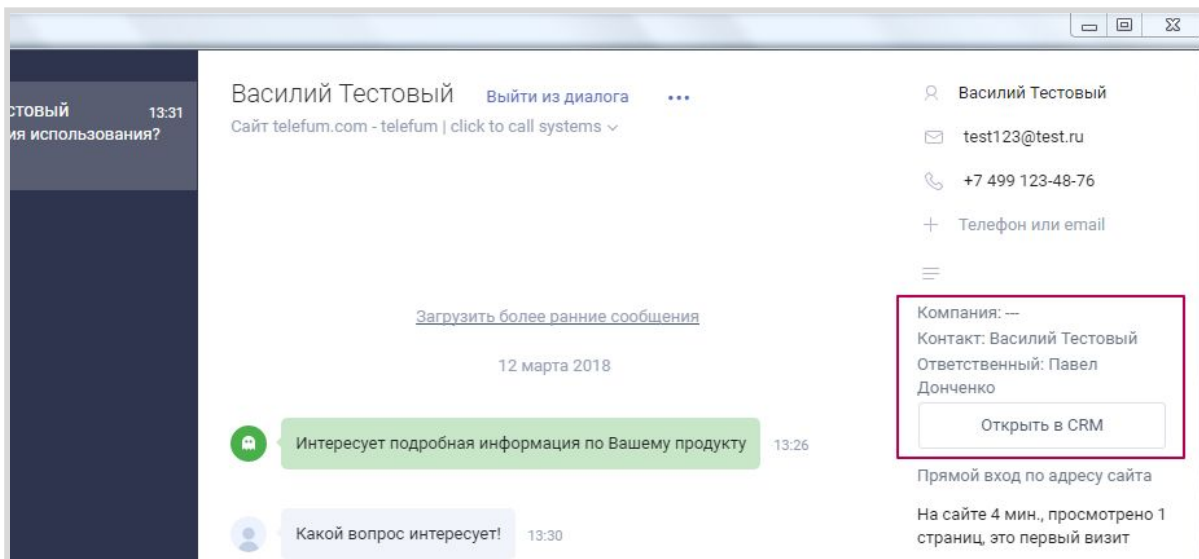 стовый 13:31
ия использования?
Василий Тестовый Выйти из диалога •••
Сайт telefum.com - telefum | click to call systems
Загрузить более ранние сообщения
12 марта 2018
Интересует подробная информация по Вашему продукту 13:26
Какой вопрос интересует! 13:30
Василий Тестовый
test123@test.ru
+7 499 123-48-76
Телефон или email
Компания: ---
Контакт: Василий Тестовый
Ответственный: Павел
Донченко
Открыть в CRM
Прямой вход по адресу сайта
На сайте 4 мин., просмотрено 1
страниц, это первый визит